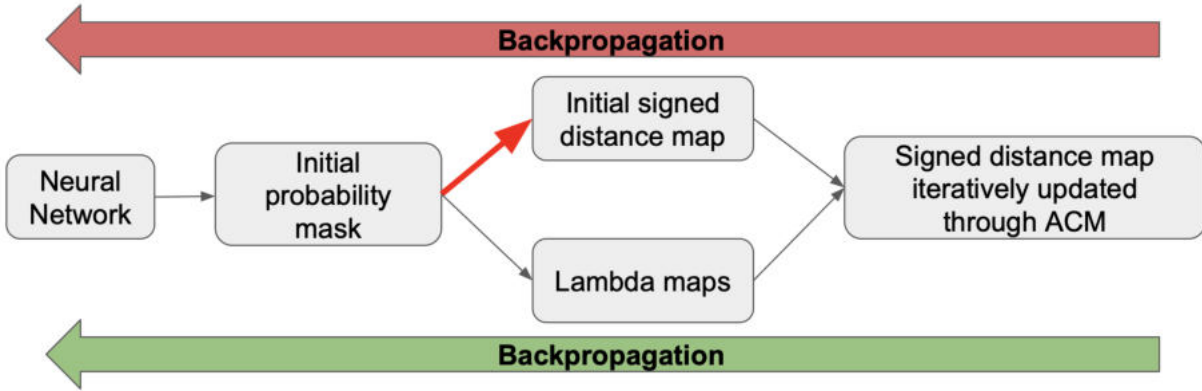 Backpropagation
Neural
Network
Initial
probability
mask
Initial signed
distance map
Lambda maps
Signed distance map
iteratively updated
through ACM
Backpropagation